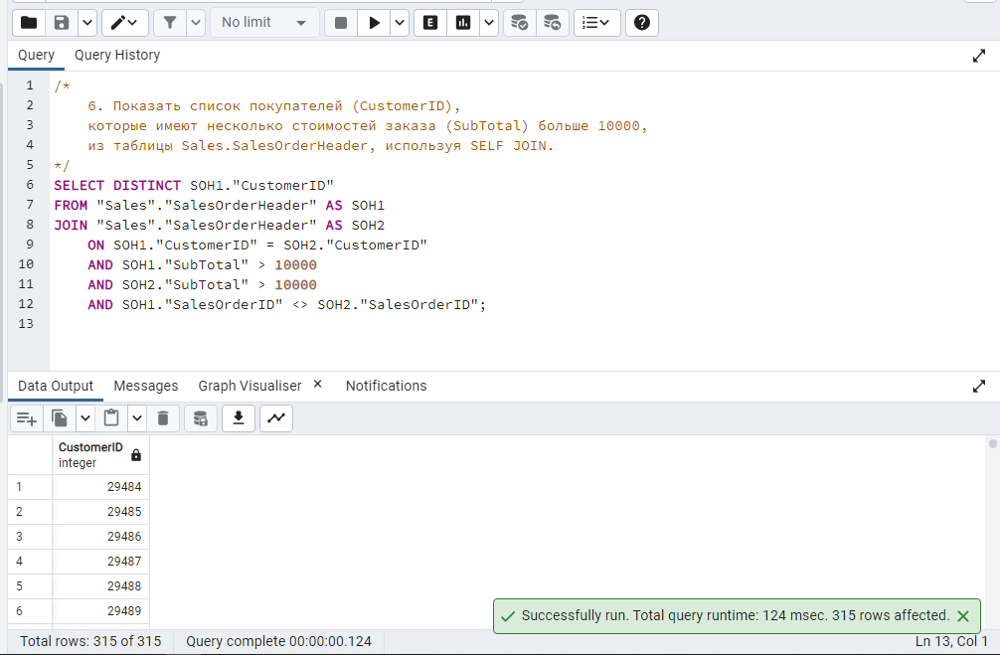 No limit
E
Query Query History
1 /*
2 6. Показать список покупателей (CustomerID),
3 которые имеют несколько стоимостей заказа (SubTotal) больше 10000,
4 из таблицы Sales.SalesOrderHeader, используя SELF JOIN.
5 */
6 SELECT DISTINCT SOH1."CustomerID"
7 FROM "Sales"."SalesOrderHeader" AS SOH1
8 JOIN "Sales"."SalesOrderHeader" AS SOH2
9 ON SOH1."CustomerID" = SOH2."CustomerID"
10 AND SOH1."SubTotal" > 10000
11 AND SOH2."SubTotal" > 10000
12 AND SOH1."SalesOrderID" <> SOH2."SalesOrderID";
13
Data Output Messages Graph Visualiser × Notifications
CustomerID
integer
1 29484
2 29485
3 29486
4 29487
5 29488
6 29489
Successfully run. Total query runtime: 124 msec. 315 rows affected.
Total rows: 315 of 315 Query complete 00:00:00.124 Ln 13, Col 1